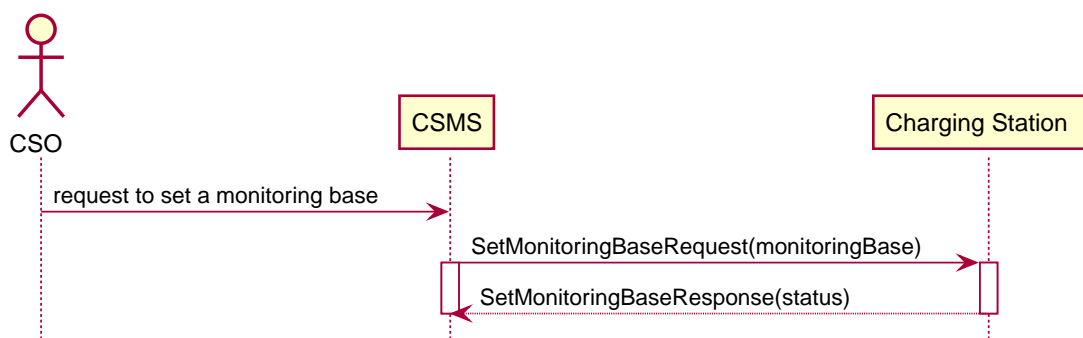 CSO
CSMS
Charging Station
request to set a monitoring base
SetMonitoringBaseRequest(monitoringBase)
SetMonitoringBaseResponse(status)